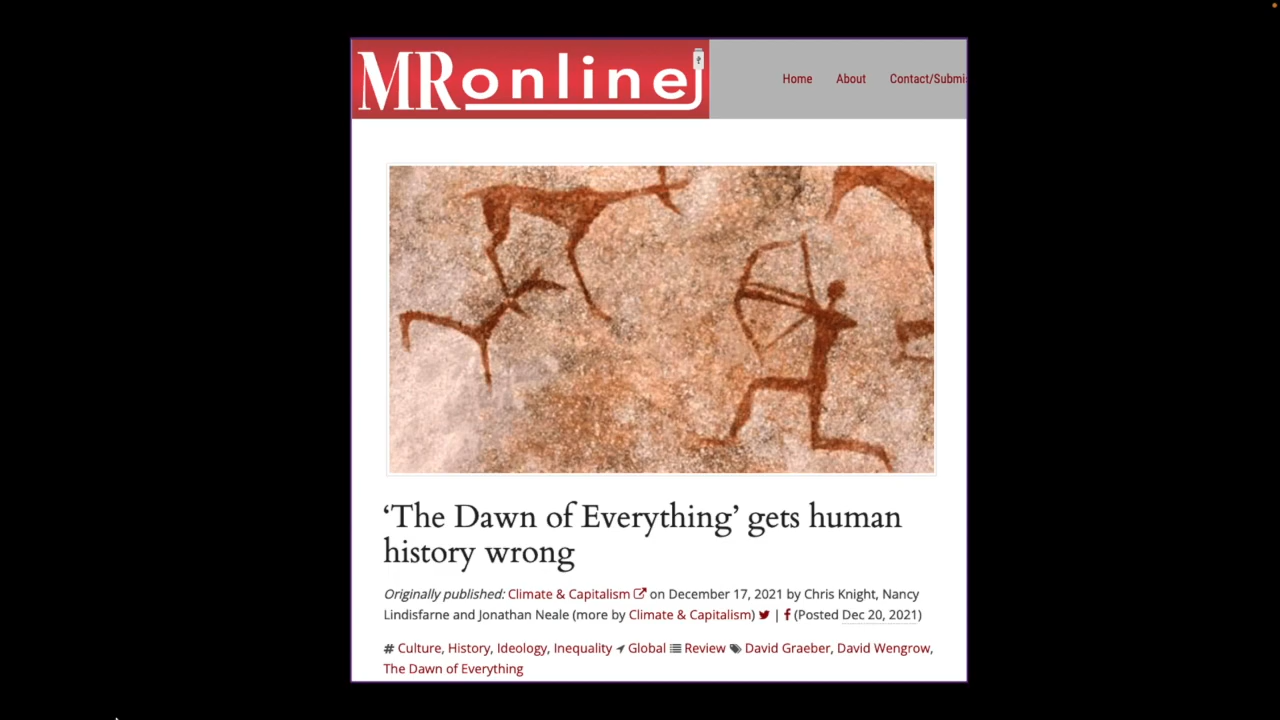 MRonline
Home About Contact/Submis
‘The Dawn of Everything’ gets human
history wrong
Originally published: Climate & Capitalism on December 17, 2021 by Chris Knight, Nancy
Lindisfarne and Jonathan Neale (more by Climate & Capitalism) | (Posted Dec 20, 2021)
# Culture, History, Ideology, Inequality Global Review David Graeber, David Wengrow,
The Dawn of Everything